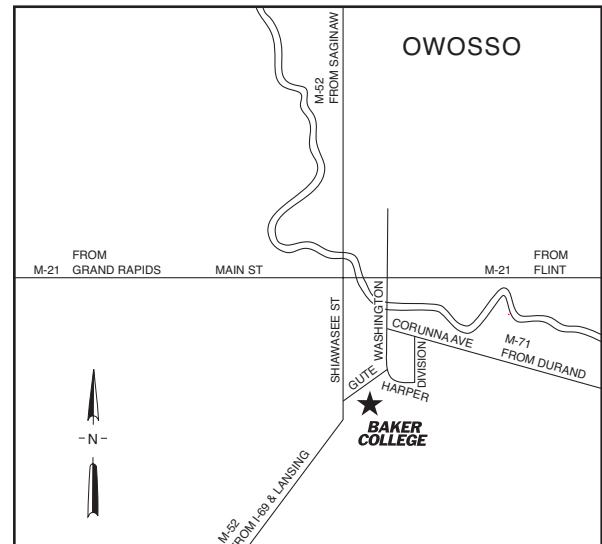 OWOSSO
M-52
FROM SAGINAW
FROM
M-21 GRAND RAPIDS
MAIN ST
FROM
M-21 FLINT
SHIAWASEE ST
WASHINGTON
CORUNNA AVE
M-71
FROM DURAND
DIVISION
GUTE
HARPER
BAKER
COLLEGE
-N-
M-52
FROM I-69 & LANSING